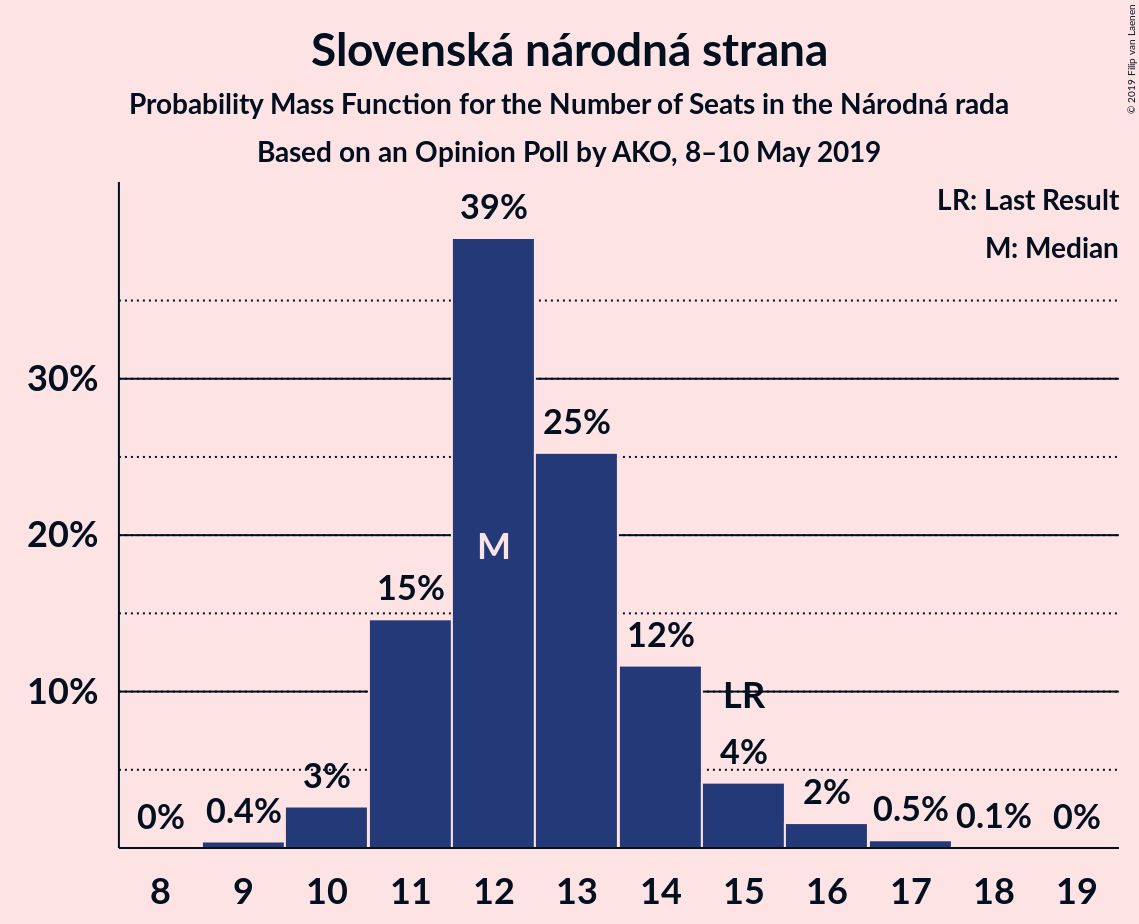 Slovenská národná strana
Probability Mass Function for the Number of Seats in the Národná rada
Based on an Opinion Poll by AKO, 8–10 May 2019
© 2019 Filip van Laenen
LR: Last Result
M: Median
39%
30%
25%
20%
M
15%
12%
10%
LR
4%
3%
2%
0%
0.4%
0.5%
0.1%
0%
8 9 10 11 12 13 14 15 16 17 18 19